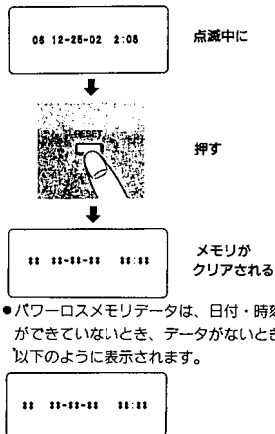 06 12-26-02 2:08
点滅中に
RESET
押す
** **-**-** **:**
メモリが
クリアされる
●パワーロスメモリデータは、日付・時刻
ができていないとき、データがないとき
以下のように表示されます。
** **-**-** **:**